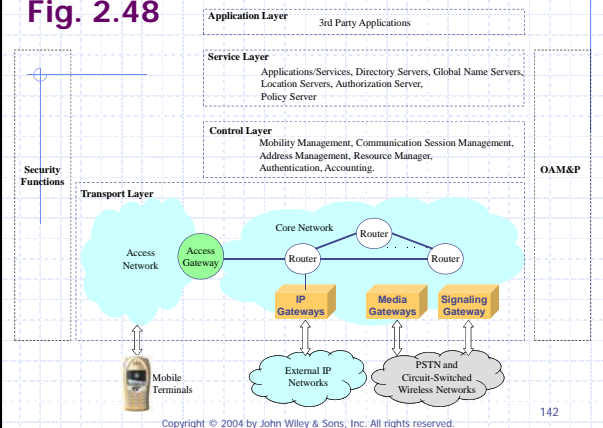 Fig. 2.48
Application Layer
3rd Party Applications
Service Layer
Applications/Services, Directory Servers, Global Name Servers,
Location Servers, Authorization Server,
Policy Server
Control Layer
Mobility Management, Communication Session Management,
Address Management, Resource Manager,
Authentication, Accounting.
Security
Functions
OAM&P
Transport Layer
Core Network
Router
. . . .
Access
Network
Access
Gateway
Router
Router
IP
Gateways
Media
Gateways
Signaling
Gateway
Mobile
Terminals
External IP
Networks
PSTN and
Circuit-Switched
Wireless Networks
142
Copyright © 2004 by John Wiley & Sons, Inc. All rights reserved.